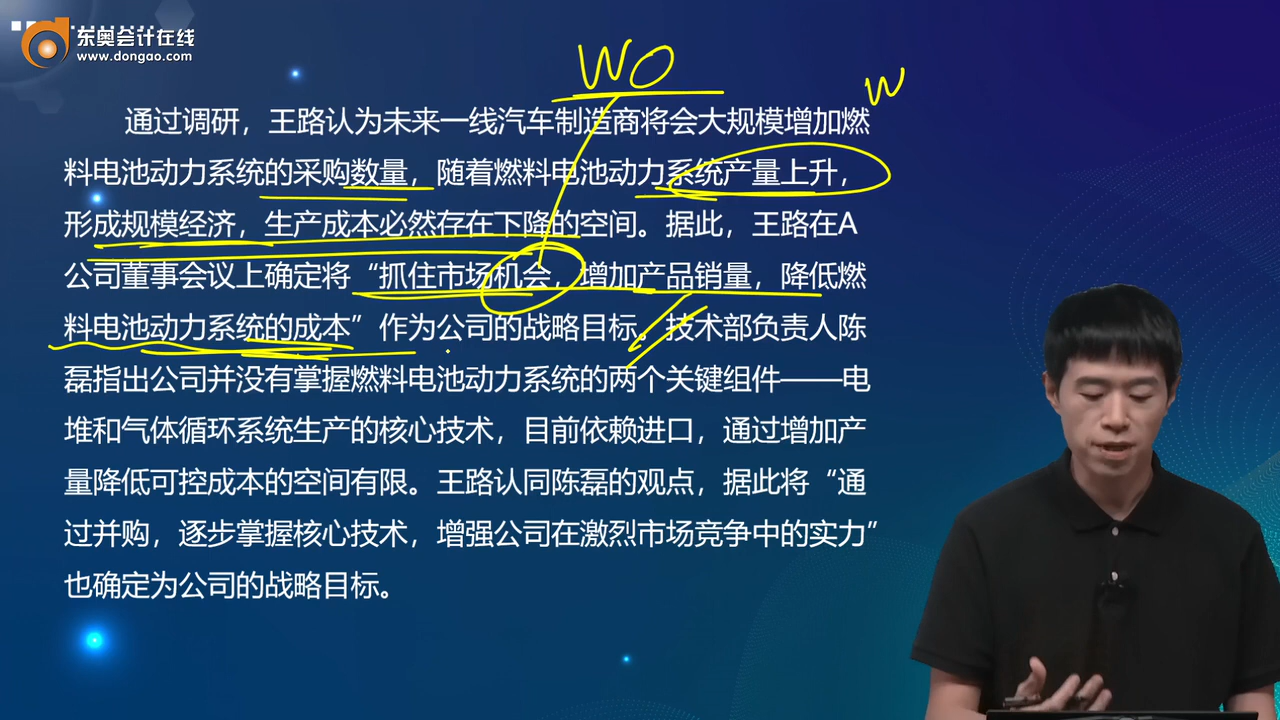 东奥会计在线
www.dongao.com
WO
W
通过调研，王路认为未来一线汽车制造商将会大规模增加燃
料电池动力系统的采购数量，随着燃料电池动力系统产量上升，
形成规模经济，生产成本必然存在下降的空间。据此，王路在A
公司董事会议上确定将“抓住市场机会，增加产品销量，降低燃
料电池动力系统的成本”作为公司的战略目标。技术部负责人陈
磊指出公司并没有掌握燃料电池动力系统的两个关键组件——电
堆和气体循环系统生产的核心技术，目前依赖进口，通过增加产
量降低可控成本的空间有限。王路认同陈磊的观点，据此将“通
过并购，逐步掌握核心技术，增强公司在激烈市场竞争中的实力”
也确定为公司的战略目标。